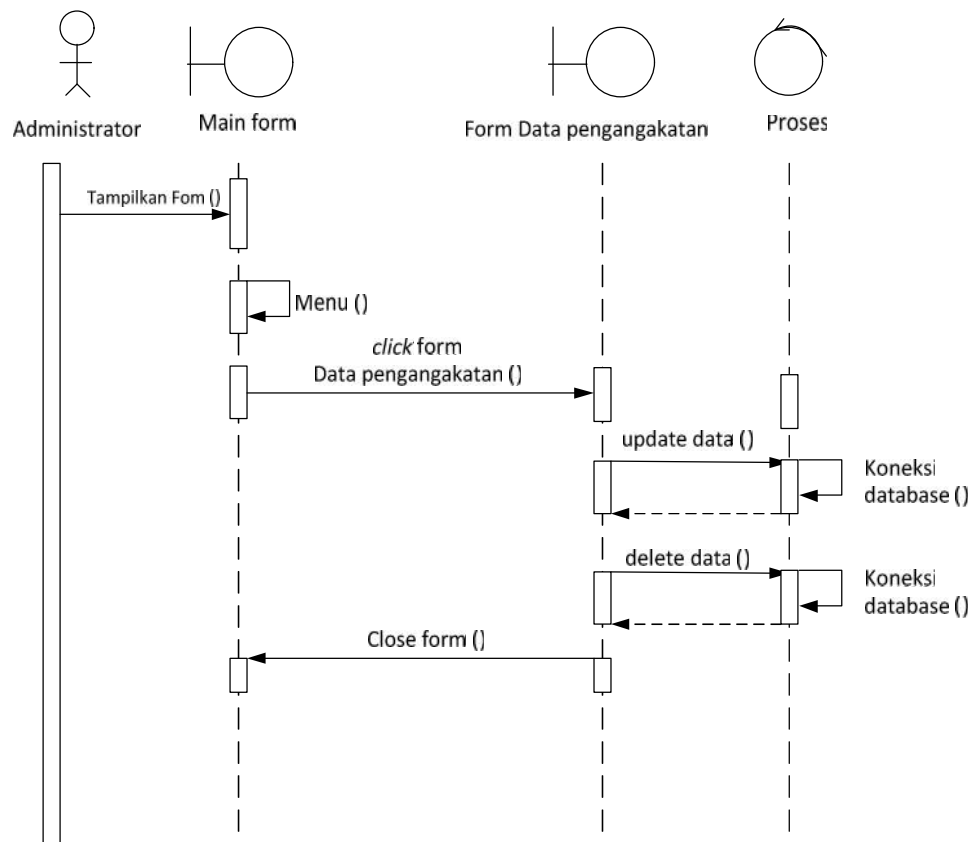 Administrator
Main form
Form Data pengangakatan
Proses
Tampilkan Fom ()
Menu ()
click form
Data pengangakatan ()
update data ()
Koneksi
database ()
delete data ()
Koneksi
database ()
Close form ()